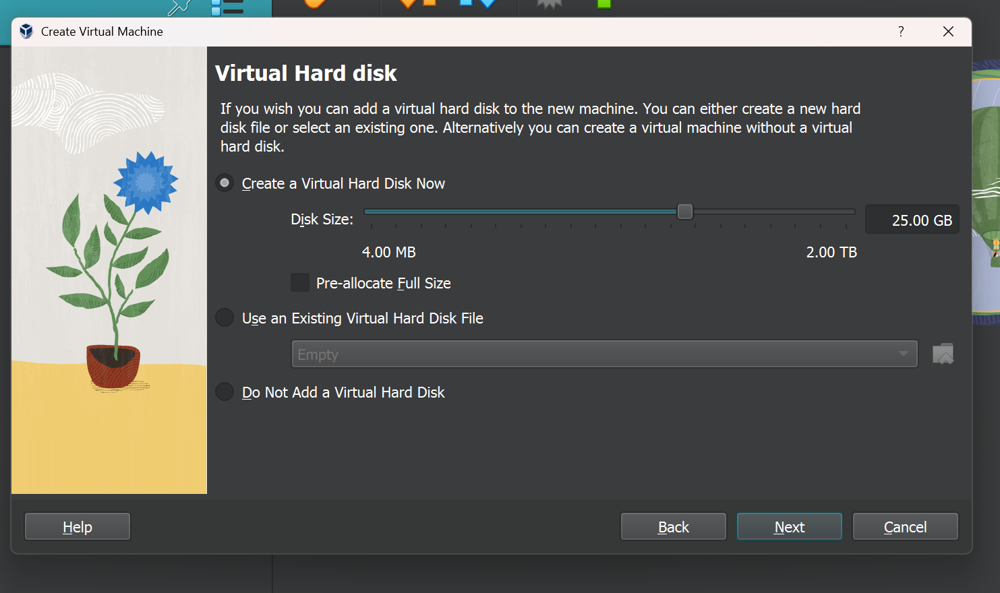 Create Virtual Machine
?
Virtual Hard disk
If you wish you can add a virtual hard disk to the new machine. You can either create a new hard
disk file or select an existing one. Alternatively you can create a virtual machine without a virtual
hard disk.
Create a Virtual Hard Disk Now
Disk Size:
25.00 GB
4.00 MB
2.00 TB
Pre-allocate Full Size
Use an Existing Virtual Hard Disk File
Empty
Do Not Add a Virtual Hard Disk
Help
Back
Next
Cancel